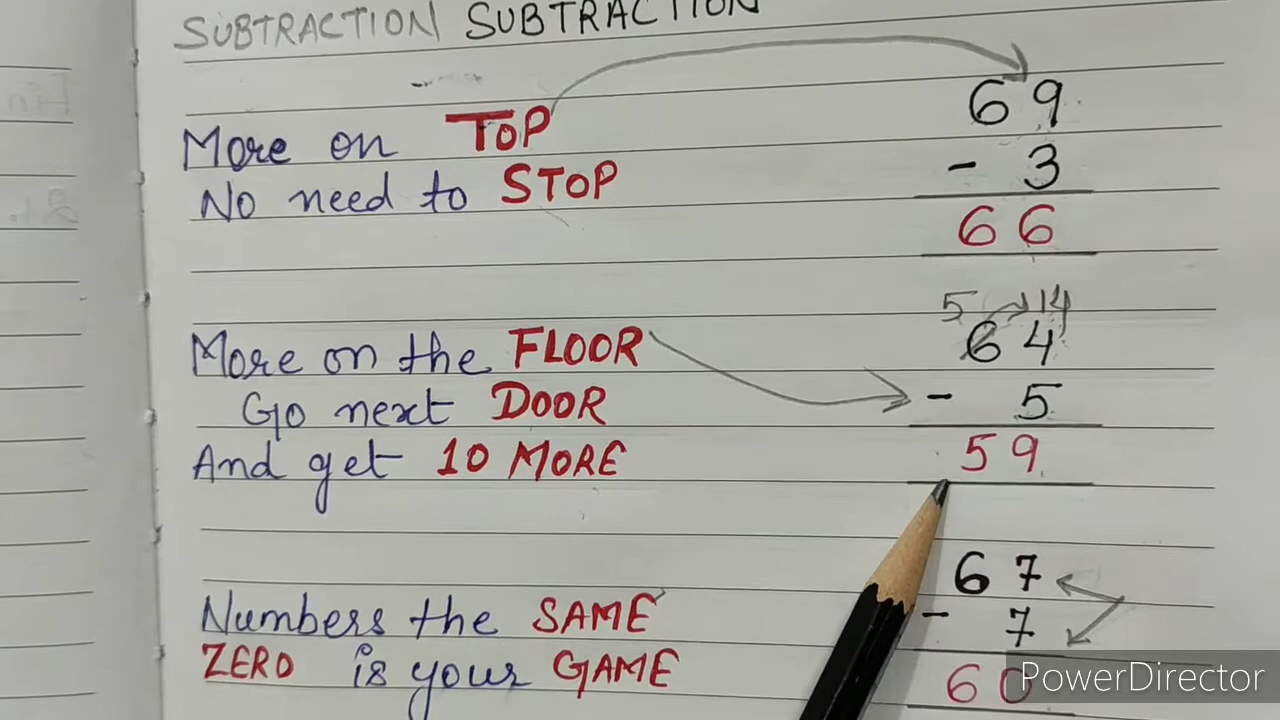 SUBTRACTION SUBTRACTION
More on TOP
No need to STOP
69
- 3
66
5 14
64
- 5
59
More on the FLOOR
Go next DOOR
And get 10 MORE
67
- 7
60
Numbers the SAME
ZERO is your GAME
PowerDirector